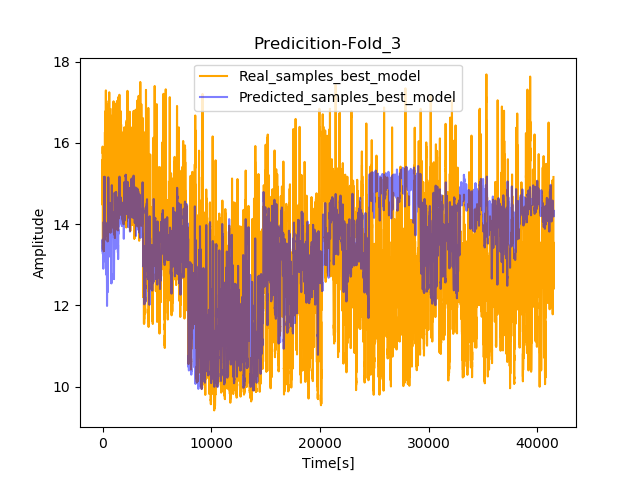 Predicition-Fold_3
Real_samples_best_model
Predicted_samples_best_model
Amplitude
18
16
14
12
10
0
10000
20000
30000
40000
Time[s]